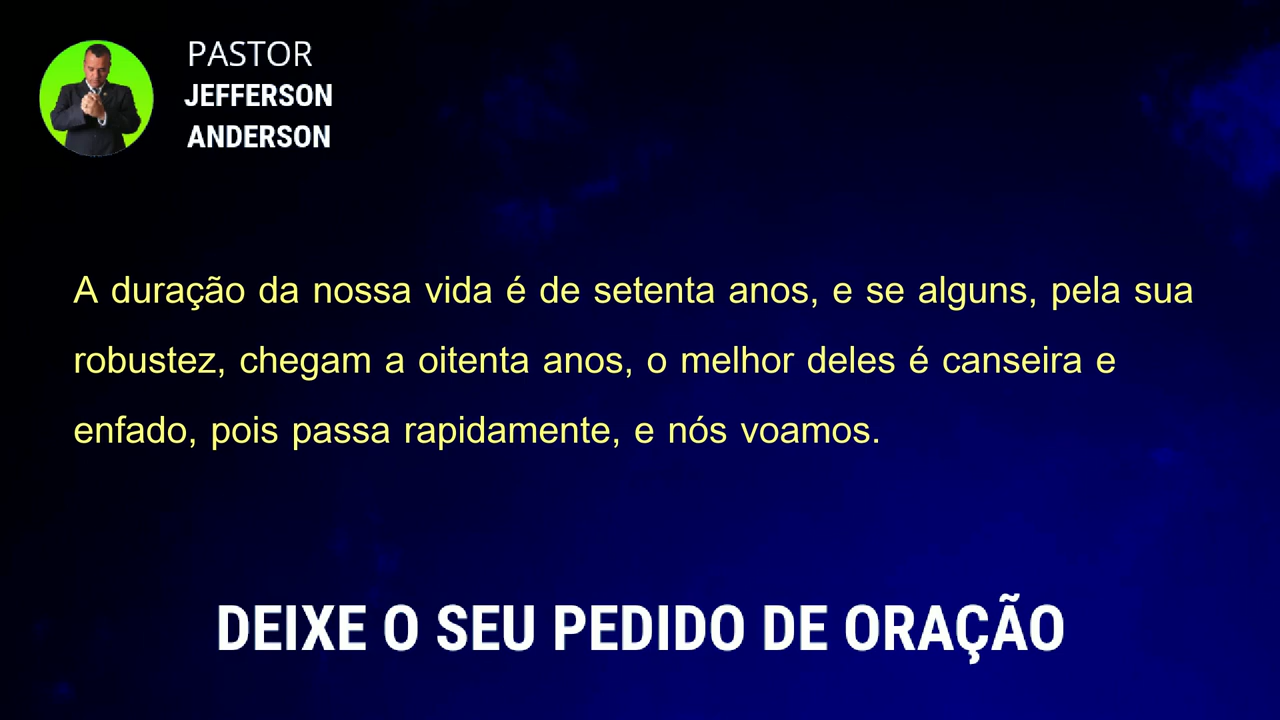 PASTOR
JEFFERSON
ANDERSON
A duração da nossa vida é de setenta anos, e se alguns, pela sua
robustez, chegam a oitenta anos, o melhor deles é canseira e
enfado, pois passa rapidamente, e nós voamos.
DEIXE O SEU PEDIDO DE ORAÇÃO